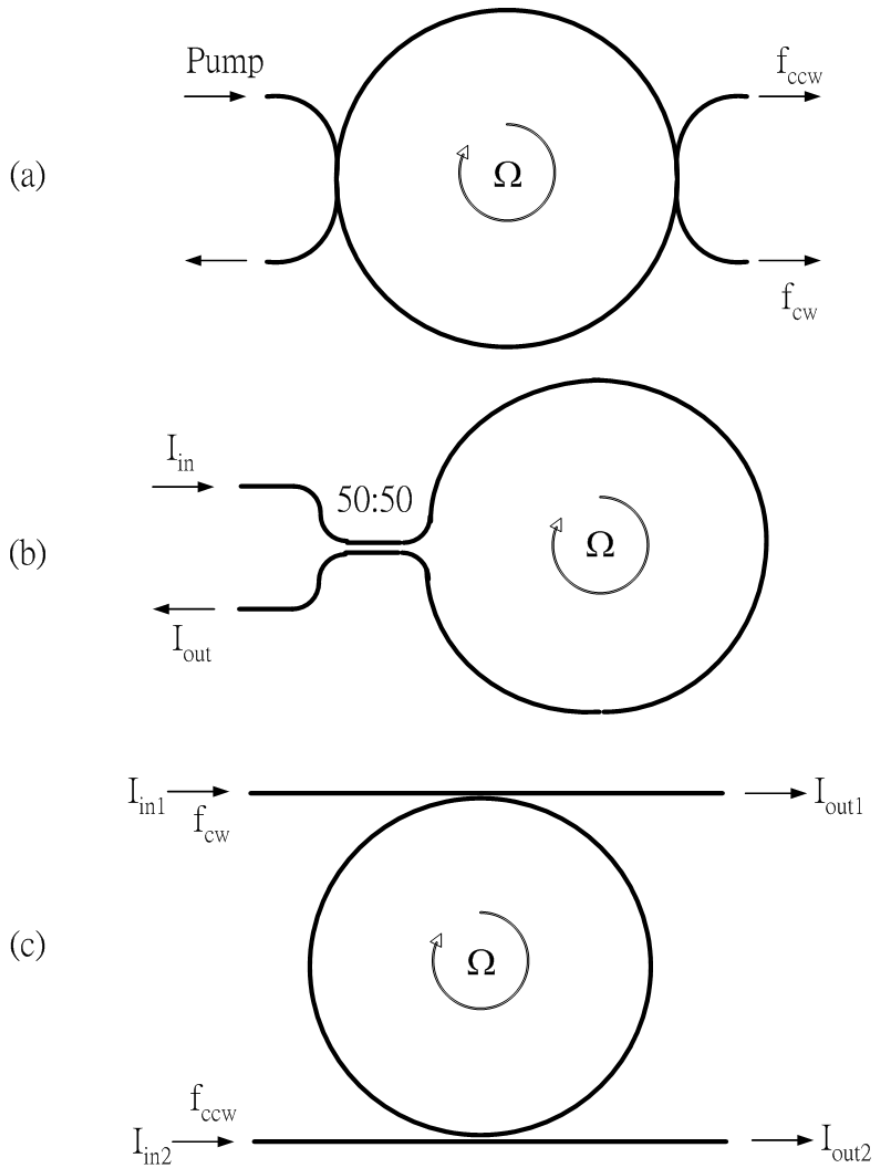 Pump
f_ccw
(a)
Ω
f_cw
I_in
50:50
(b)
Ω
I_out
I_in1
f_cw
I_out1
(c)
Ω
f_ccw
I_in2
I_out2